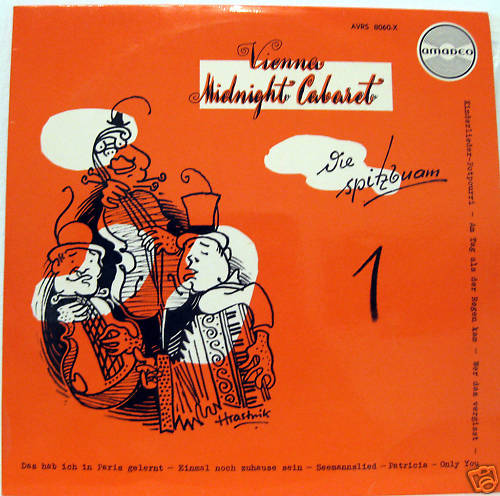 AVRS 8060-X
AMADEO
Vienna
Midnight Cabaret
die
spitzbuam
1
Kinderlieder-Potpourri - Am Tag als der Regen kam - Wer das vergisst
Hrastnik
Das hab ich in Paris gelernt - Einmal noch zuhause sein - Seemannslied - Patricia - Only You